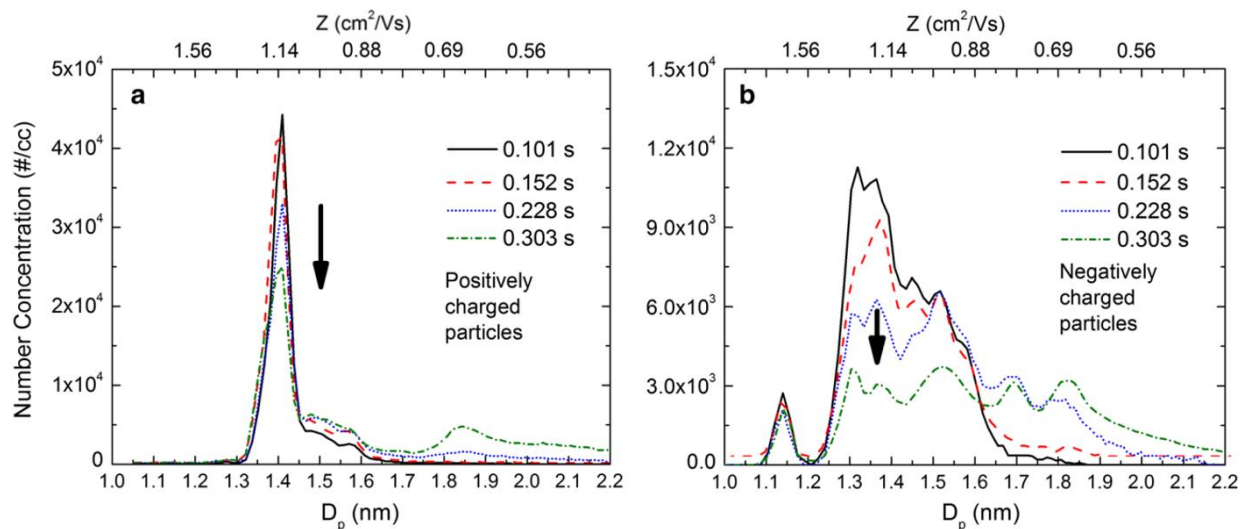 Z (cm²/Vs)
1.56 1.14 0.88 0.69 0.56
a
5x10⁴
4x10⁴
3x10⁴
2x10⁴
1x10⁴
0
Number Concentration (#/cc)
0.101 s
0.152 s
0.228 s
0.303 s
Positively
charged
particles
1.0 1.1 1.2 1.3 1.4 1.5 1.6 1.7 1.8 1.9 2.0 2.1 2.2
Dₚ (nm)
Z (cm²/Vs)
1.56 1.14 0.88 0.69 0.56
b
1.5x10⁴
1.2x10⁴
9.0x10³
6.0x10³
3.0x10³
0.0
0.101 s
0.152 s
0.228 s
0.303 s
Negatively
charged
particles
1.0 1.1 1.2 1.3 1.4 1.5 1.6 1.7 1.8 1.9 2.0 2.1 2.2
Dₚ (nm)